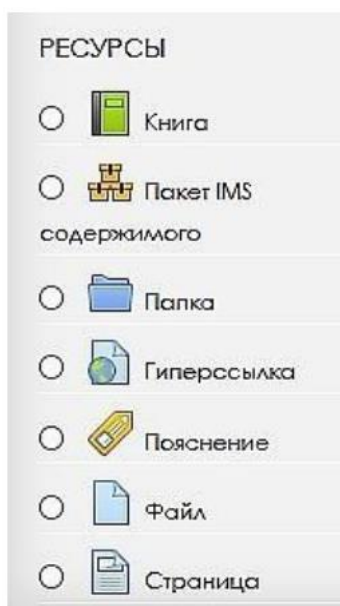 РЕСУРСЫ
Книга
Пакет IMS
содержимого
Папка
Гиперссылка
Пояснение
Файл
Страница